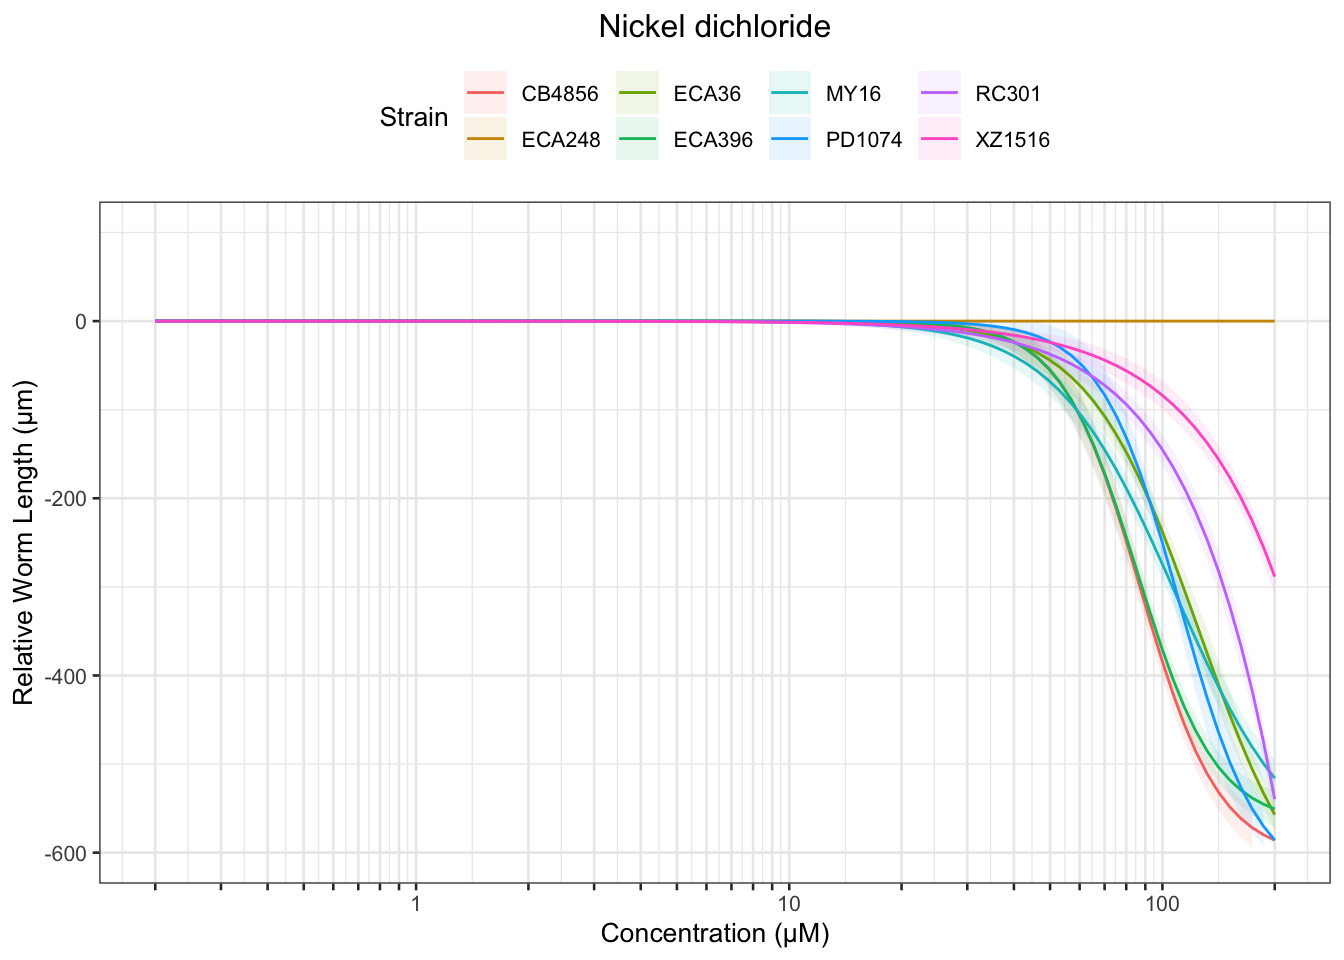 Nickel dichloride
Strain
CB4856 ECA36 MY16 RC301
ECA248 ECA396 PD1074 XZ1516
Relative Worm Length (µm)
0
-200
-400
-600
1 10 100
Concentration (µM)